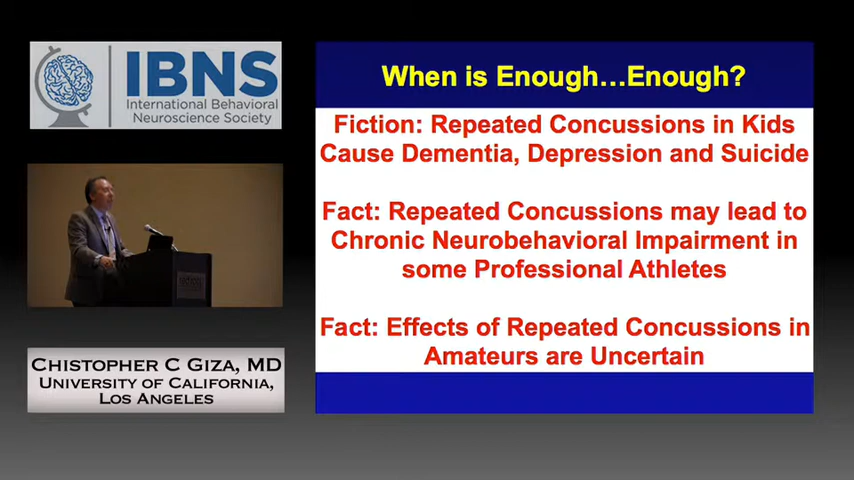 IBNS
International Behavioral
Neuroscience Society
CHISTOPHER C GIZA, MD
UNIVERSITY OF CALIFORNIA,
LOS ANGELES
When is Enough…Enough?
Fiction: Repeated Concussions in Kids
Cause Dementia, Depression and Suicide
Fact: Repeated Concussions may lead to
Chronic Neurobehavioral Impairment in
some Professional Athletes
Fact: Effects of Repeated Concussions in
Amateurs are Uncertain